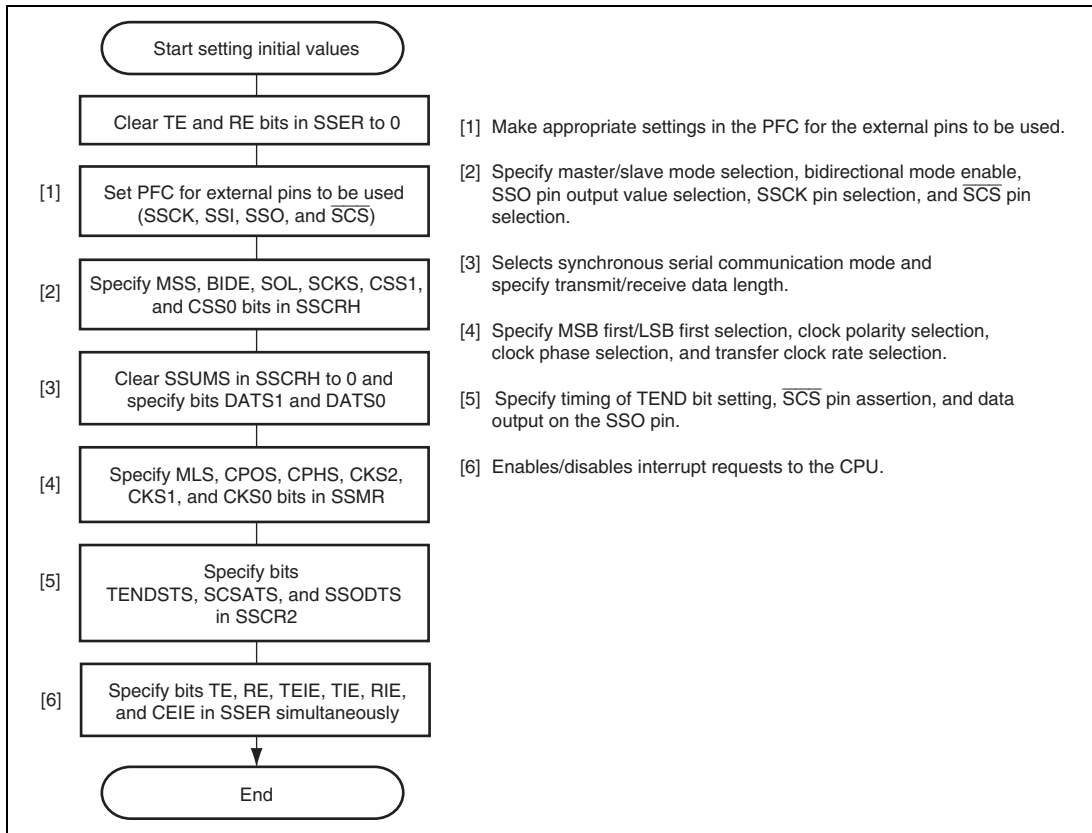 Start setting initial values
Clear TE and RE bits in SSER to 0
[1]
Set PFC for external pins to be used
(SSCK, SSI, SSO, and S̅C̅S̅)
[2]
Specify MSS, BIDE, SOL, SCKS, CSS1,
and CSS0 bits in SSCRH
[3]
Clear SSUMS in SSCRH to 0 and
specify bits DATS1 and DATS0
[4]
Specify MLS, CPOS, CPHS, CKS2,
CKS1, and CKS0 bits in SSMR
[5]
Specify bits
TENDSTS, SCSATS, and SSODTS
in SSCR2
[6]
Specify bits TE, RE, TEIE, TIE, RIE,
and CEIE in SSER simultaneously
End
[1] Make appropriate settings in the PFC for the external pins to be used.
[2] Specify master/slave mode selection, bidirectional mode enable,
SSO pin output value selection, SSCK pin selection, and S̅C̅S̅ pin
selection.
[3] Selects synchronous serial communication mode and
specify transmit/receive data length.
[4] Specify MSB first/LSB first selection, clock polarity selection,
clock phase selection, and transfer clock rate selection.
[5] Specify timing of TEND bit setting, S̅C̅S̅ pin assertion, and data
output on the SSO pin.
[6] Enables/disables interrupt requests to the CPU.